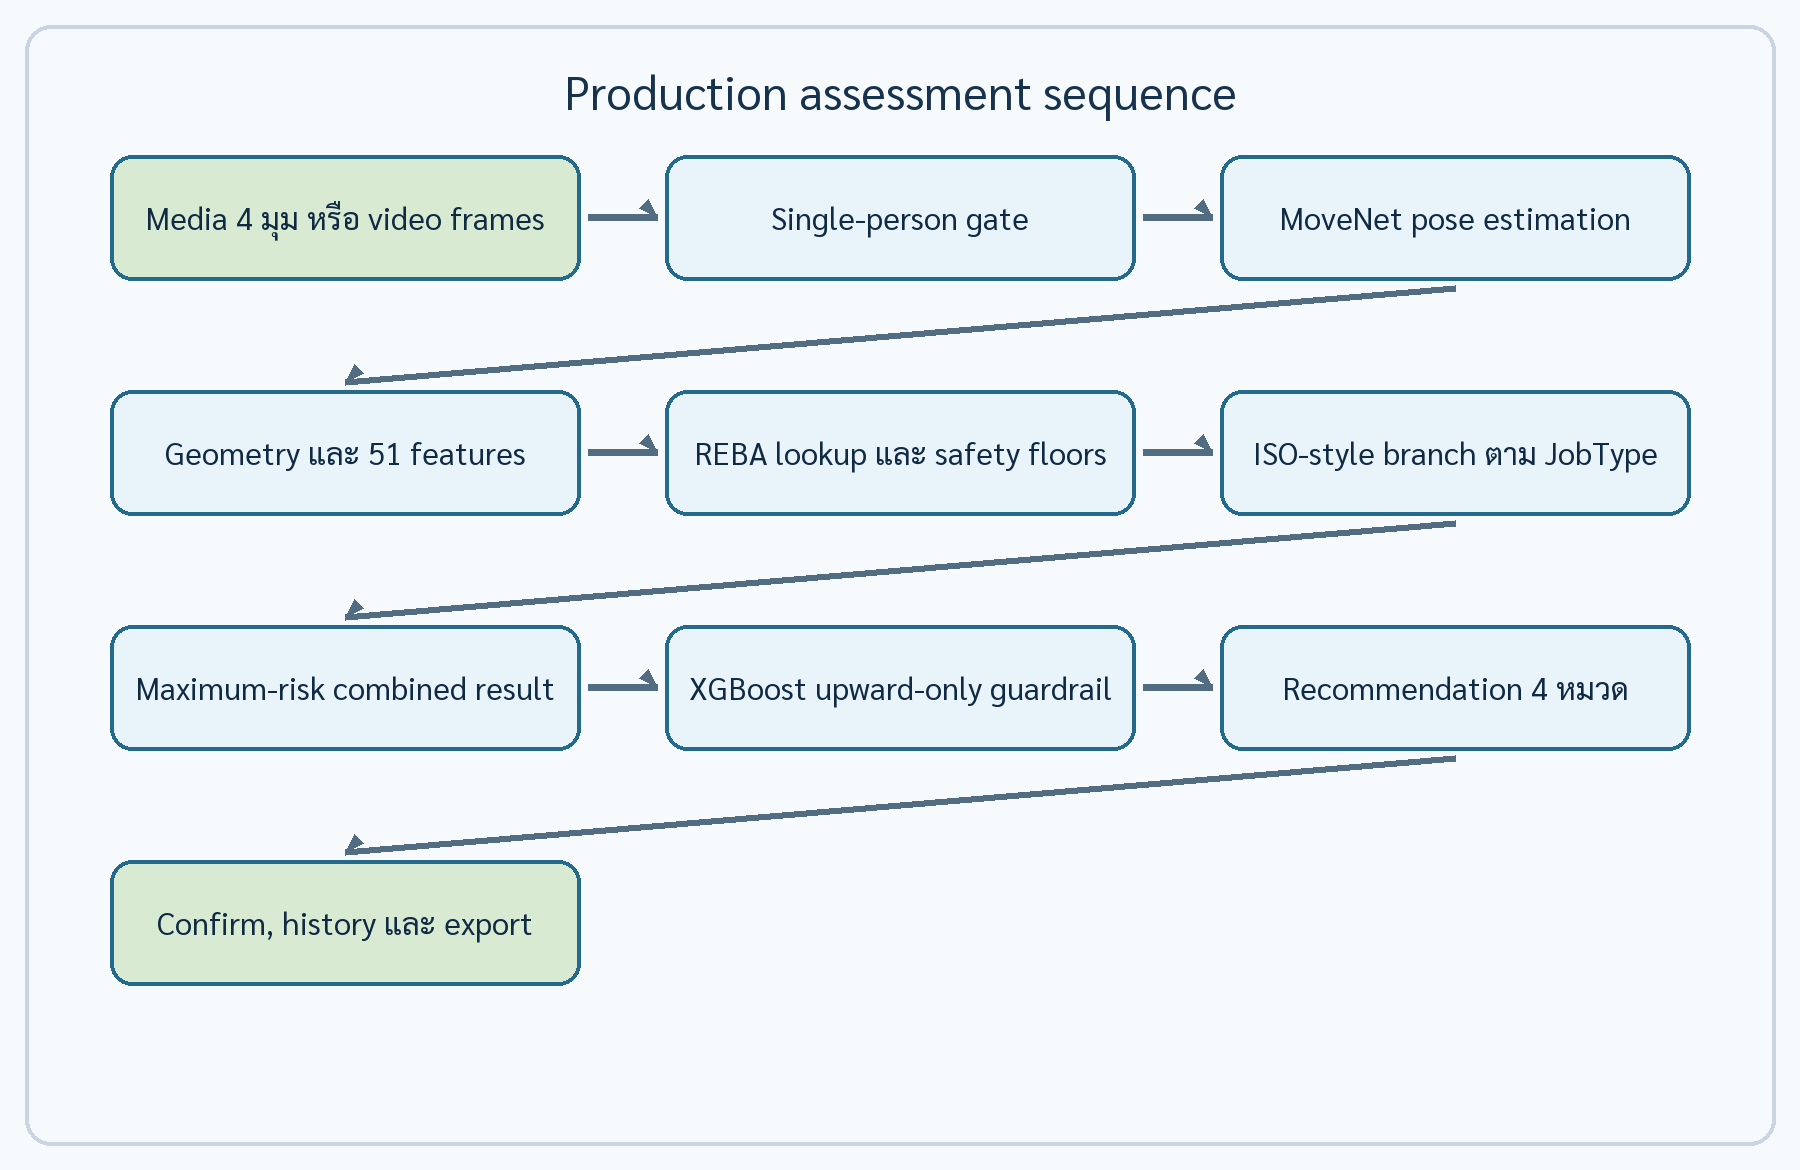 Production assessment sequence
Media 4 มุม หรือ video frames
Single-person gate
MoveNet pose estimation
Geometry และ 51 features
REBA lookup และ safety floors
ISO-style branch ตาม JobType
Maximum-risk combined result
XGBoost upward-only guardrail
Recommendation 4 หมวด
Confirm, history และ export